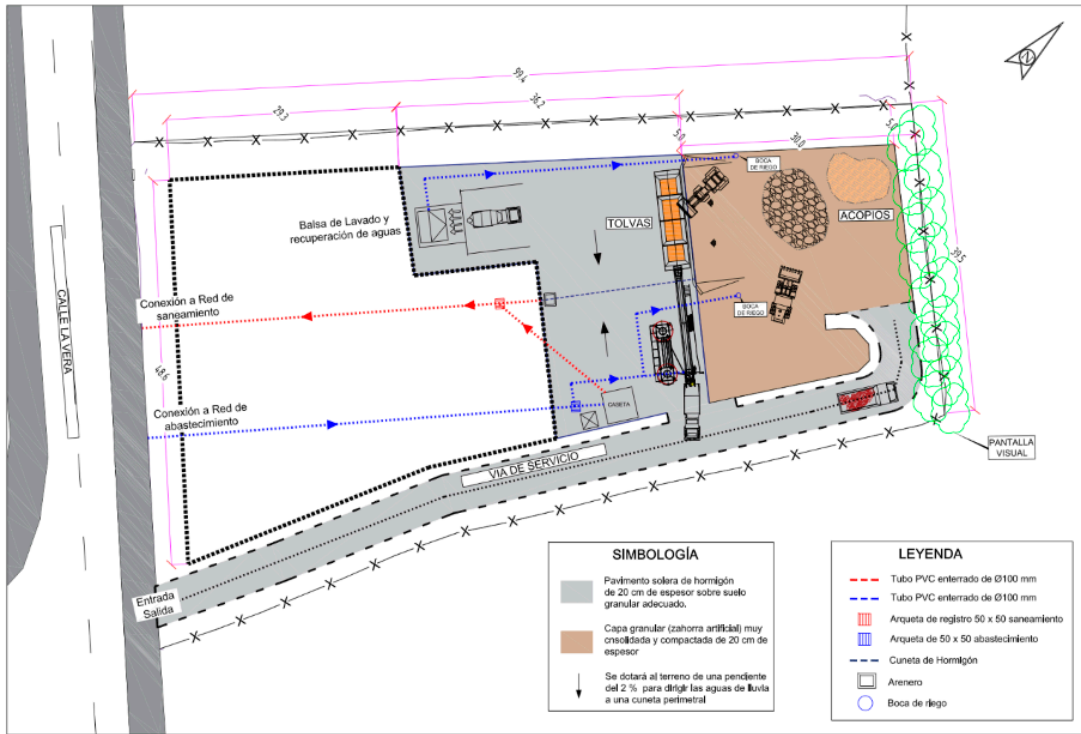 99.4
29.3
36.2
5.0
30.0
5.0
39.5
48.6
N
BOCA
DE RIEGO
TOLVAS
ACOPIOS
Balsa de Lavado y
recuperación de aguas
CALLE LA VERA
Conexión a Red de
saneamiento
BOCA
DE RIEGO
Conexión a Red de
abastecimiento
CASETA
VIA DE SERVICIO
PANTALLA
VISUAL
Entrada
Salida
SIMBOLOGÍA
Pavimento solera de hormigón
de 20 cm de espesor sobre suelo
granular adecuado.
Capa granular (zahorra artificial) muy
cnsolidada y compactada de 20 cm de
espesor
Se dotará al terreno de una pendiente
del 2 % para dirigir las aguas de lluvia
a una cuneta perimetral
LEYENDA
Tubo PVC enterrado de Ø100 mm
Tubo PVC enterrado de Ø100 mm
Arqueta de registro 50 x 50 saneamiento
Arqueta de 50 x 50 abastecimiento
Cuneta de Hormigón
Arenero
Boca de riego